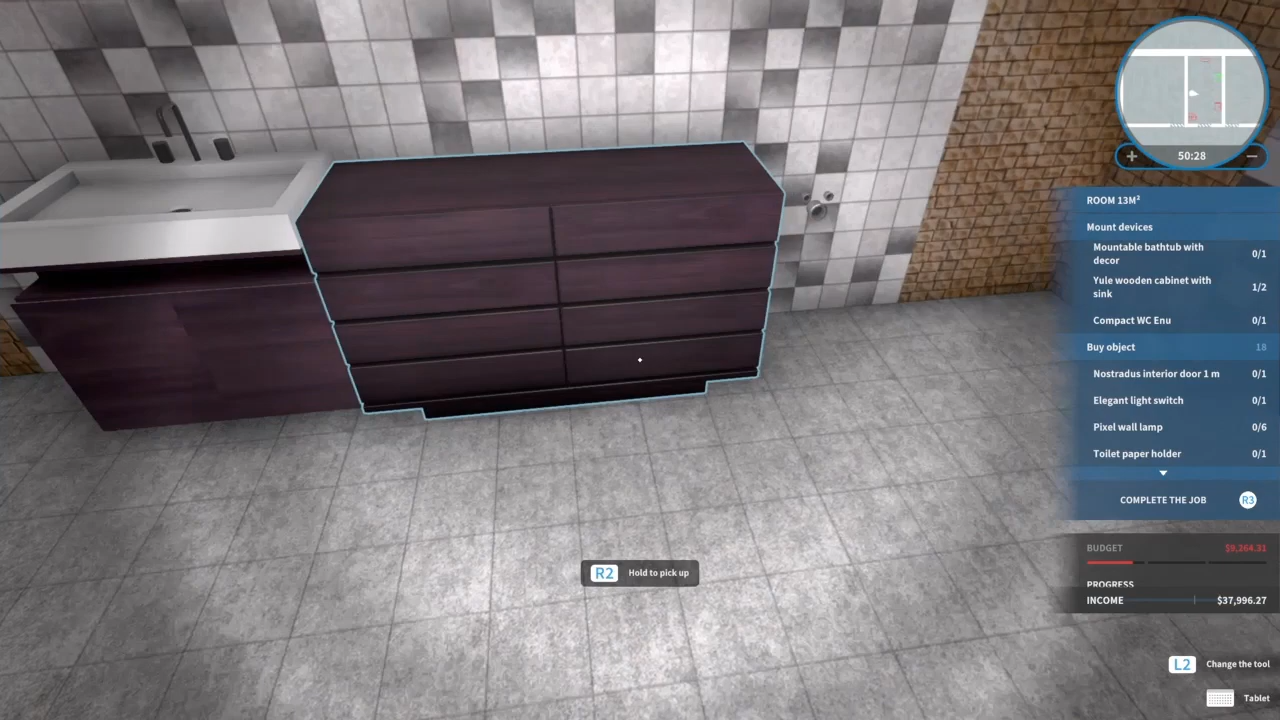 50:28
ROOM 13M²
Mount devices
Mountable bathtub with
decor
0/1
Yule wooden cabinet with
sink
1/2
Compact WC Enu 0/1
Buy object 18
Nostradus interior door 1 m 0/1
Elegant light switch 0/1
Pixel wall lamp 0/6
Toilet paper holder 0/1
COMPLETE THE JOB R3
BUDGET $9,264.31
PROGRESS
INCOME $37,996.27
R2 Hold to pick up
L2 Change the tool
Tablet